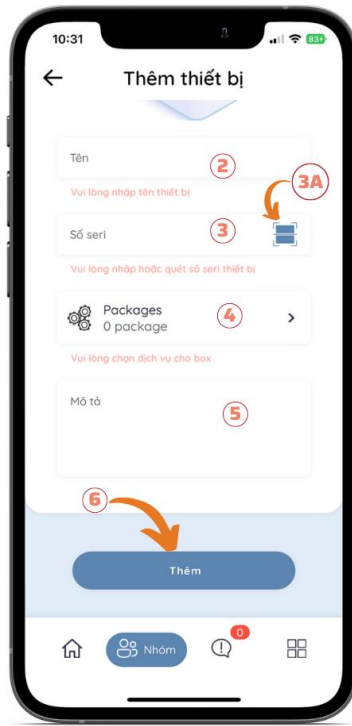 10:31
83
Thêm thiết bị
Tên
2
Vui lòng nhập tên thiết bị
3A
Số seri
3
Vui lòng nhập hoặc quét số seri thiết bị
Packages
0 package
4
Vui lòng chọn dịch vụ cho box
Mô tả
5
6
Thêm
Nhóm
0